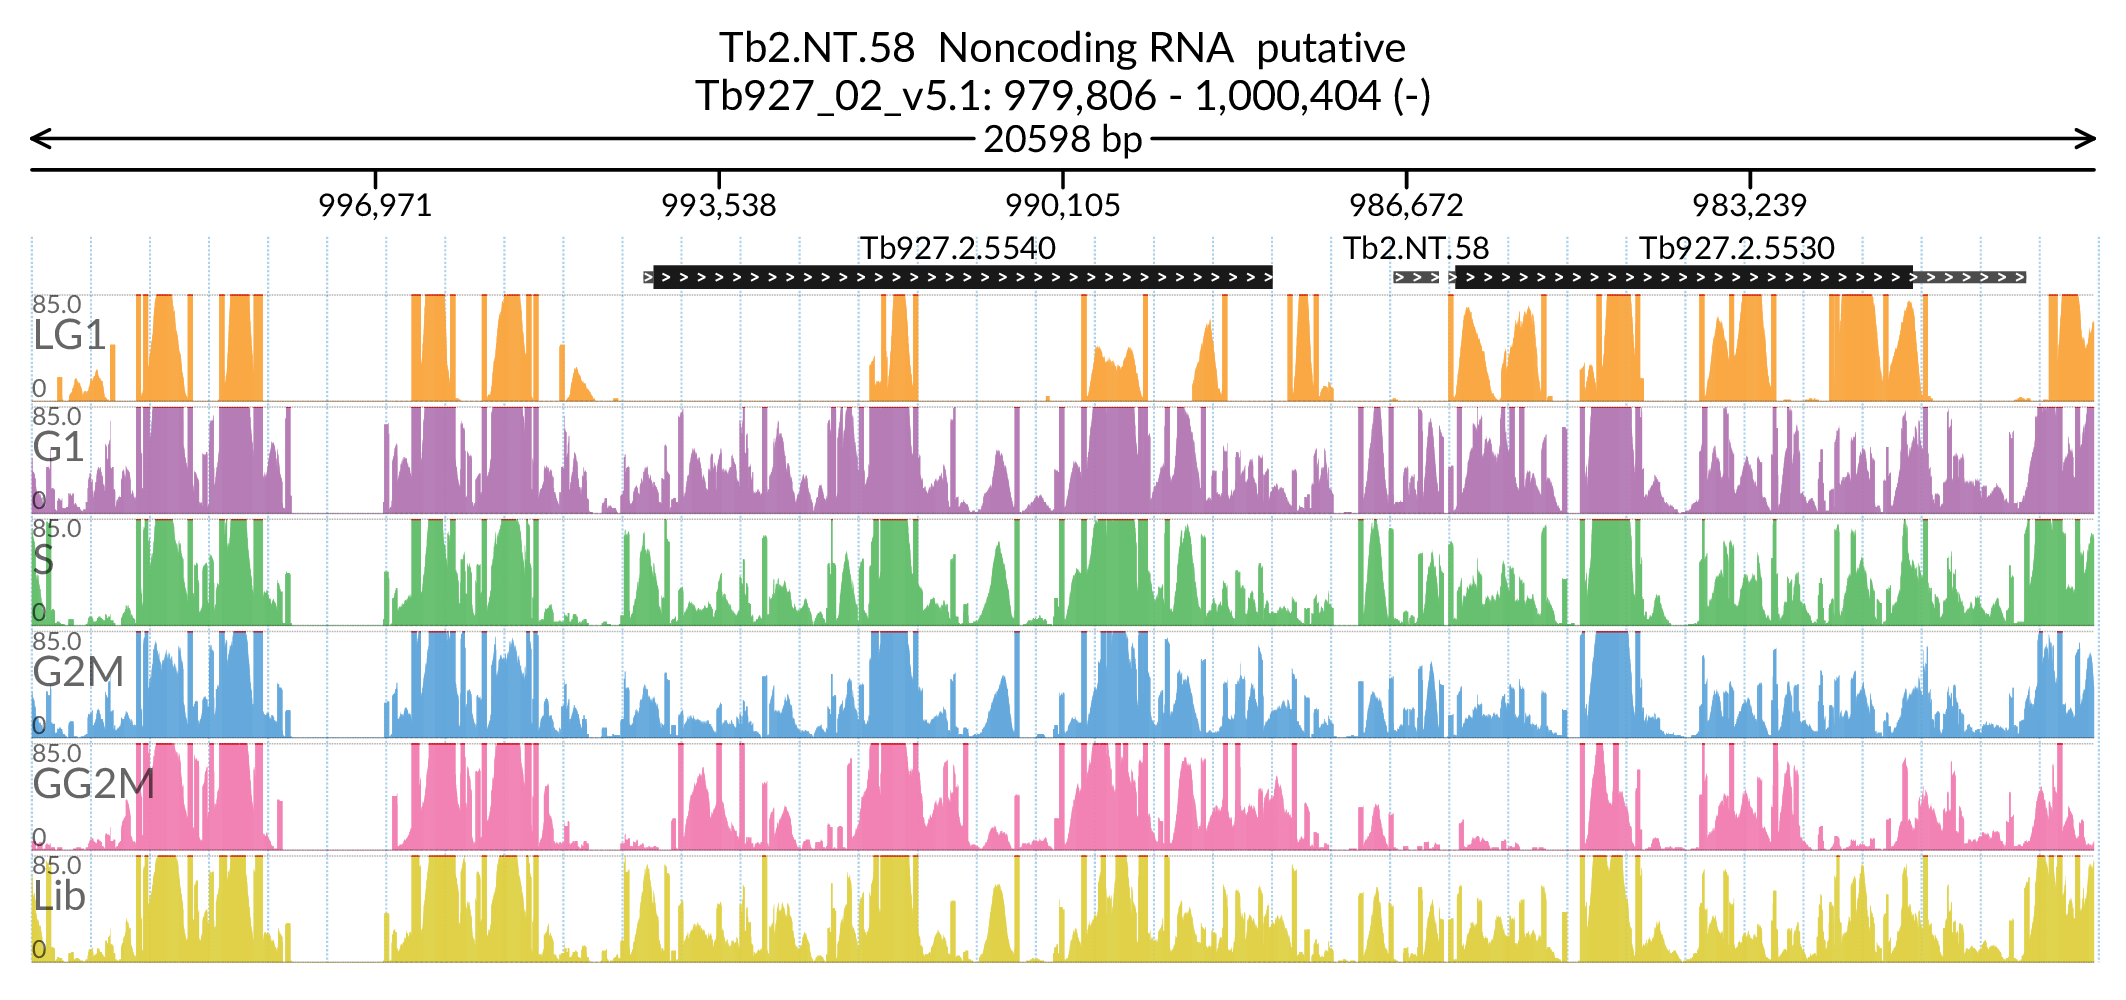 Tb2.NT.58 Noncoding RNA putative
Tb927_02_v5.1: 979,806 - 1,000,404 (-)
20598 bp
996,971 993,538 990,105 986,672 983,239
Tb927.2.5540 Tb2.NT.58 Tb927.2.5530
85.0
LG1
0
85.0
G1
0
85.0
S
0
85.0
G2M
0
85.0
GG2M
0
85.0
Lib
0